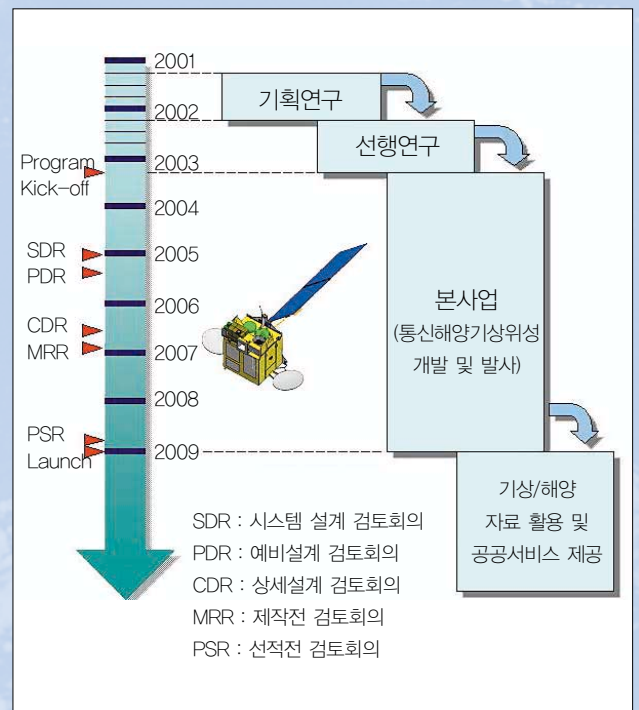 2001
기획연구
2002
선행연구
Program
Kick-off
2003
2004
SDR
2005
PDR
2006
본사업
(통신해양기상위성
개발 및 발사)
CDR
MRR
2007
2008
PSR
Launch
2009
기상/해양
자료 활용 및
공공서비스 제공
SDR : 시스템 설계 검토회의
PDR : 예비설계 검토회의
CDR : 상세설계 검토회의
MRR : 제작전 검토회의
PSR : 선적전 검토회의